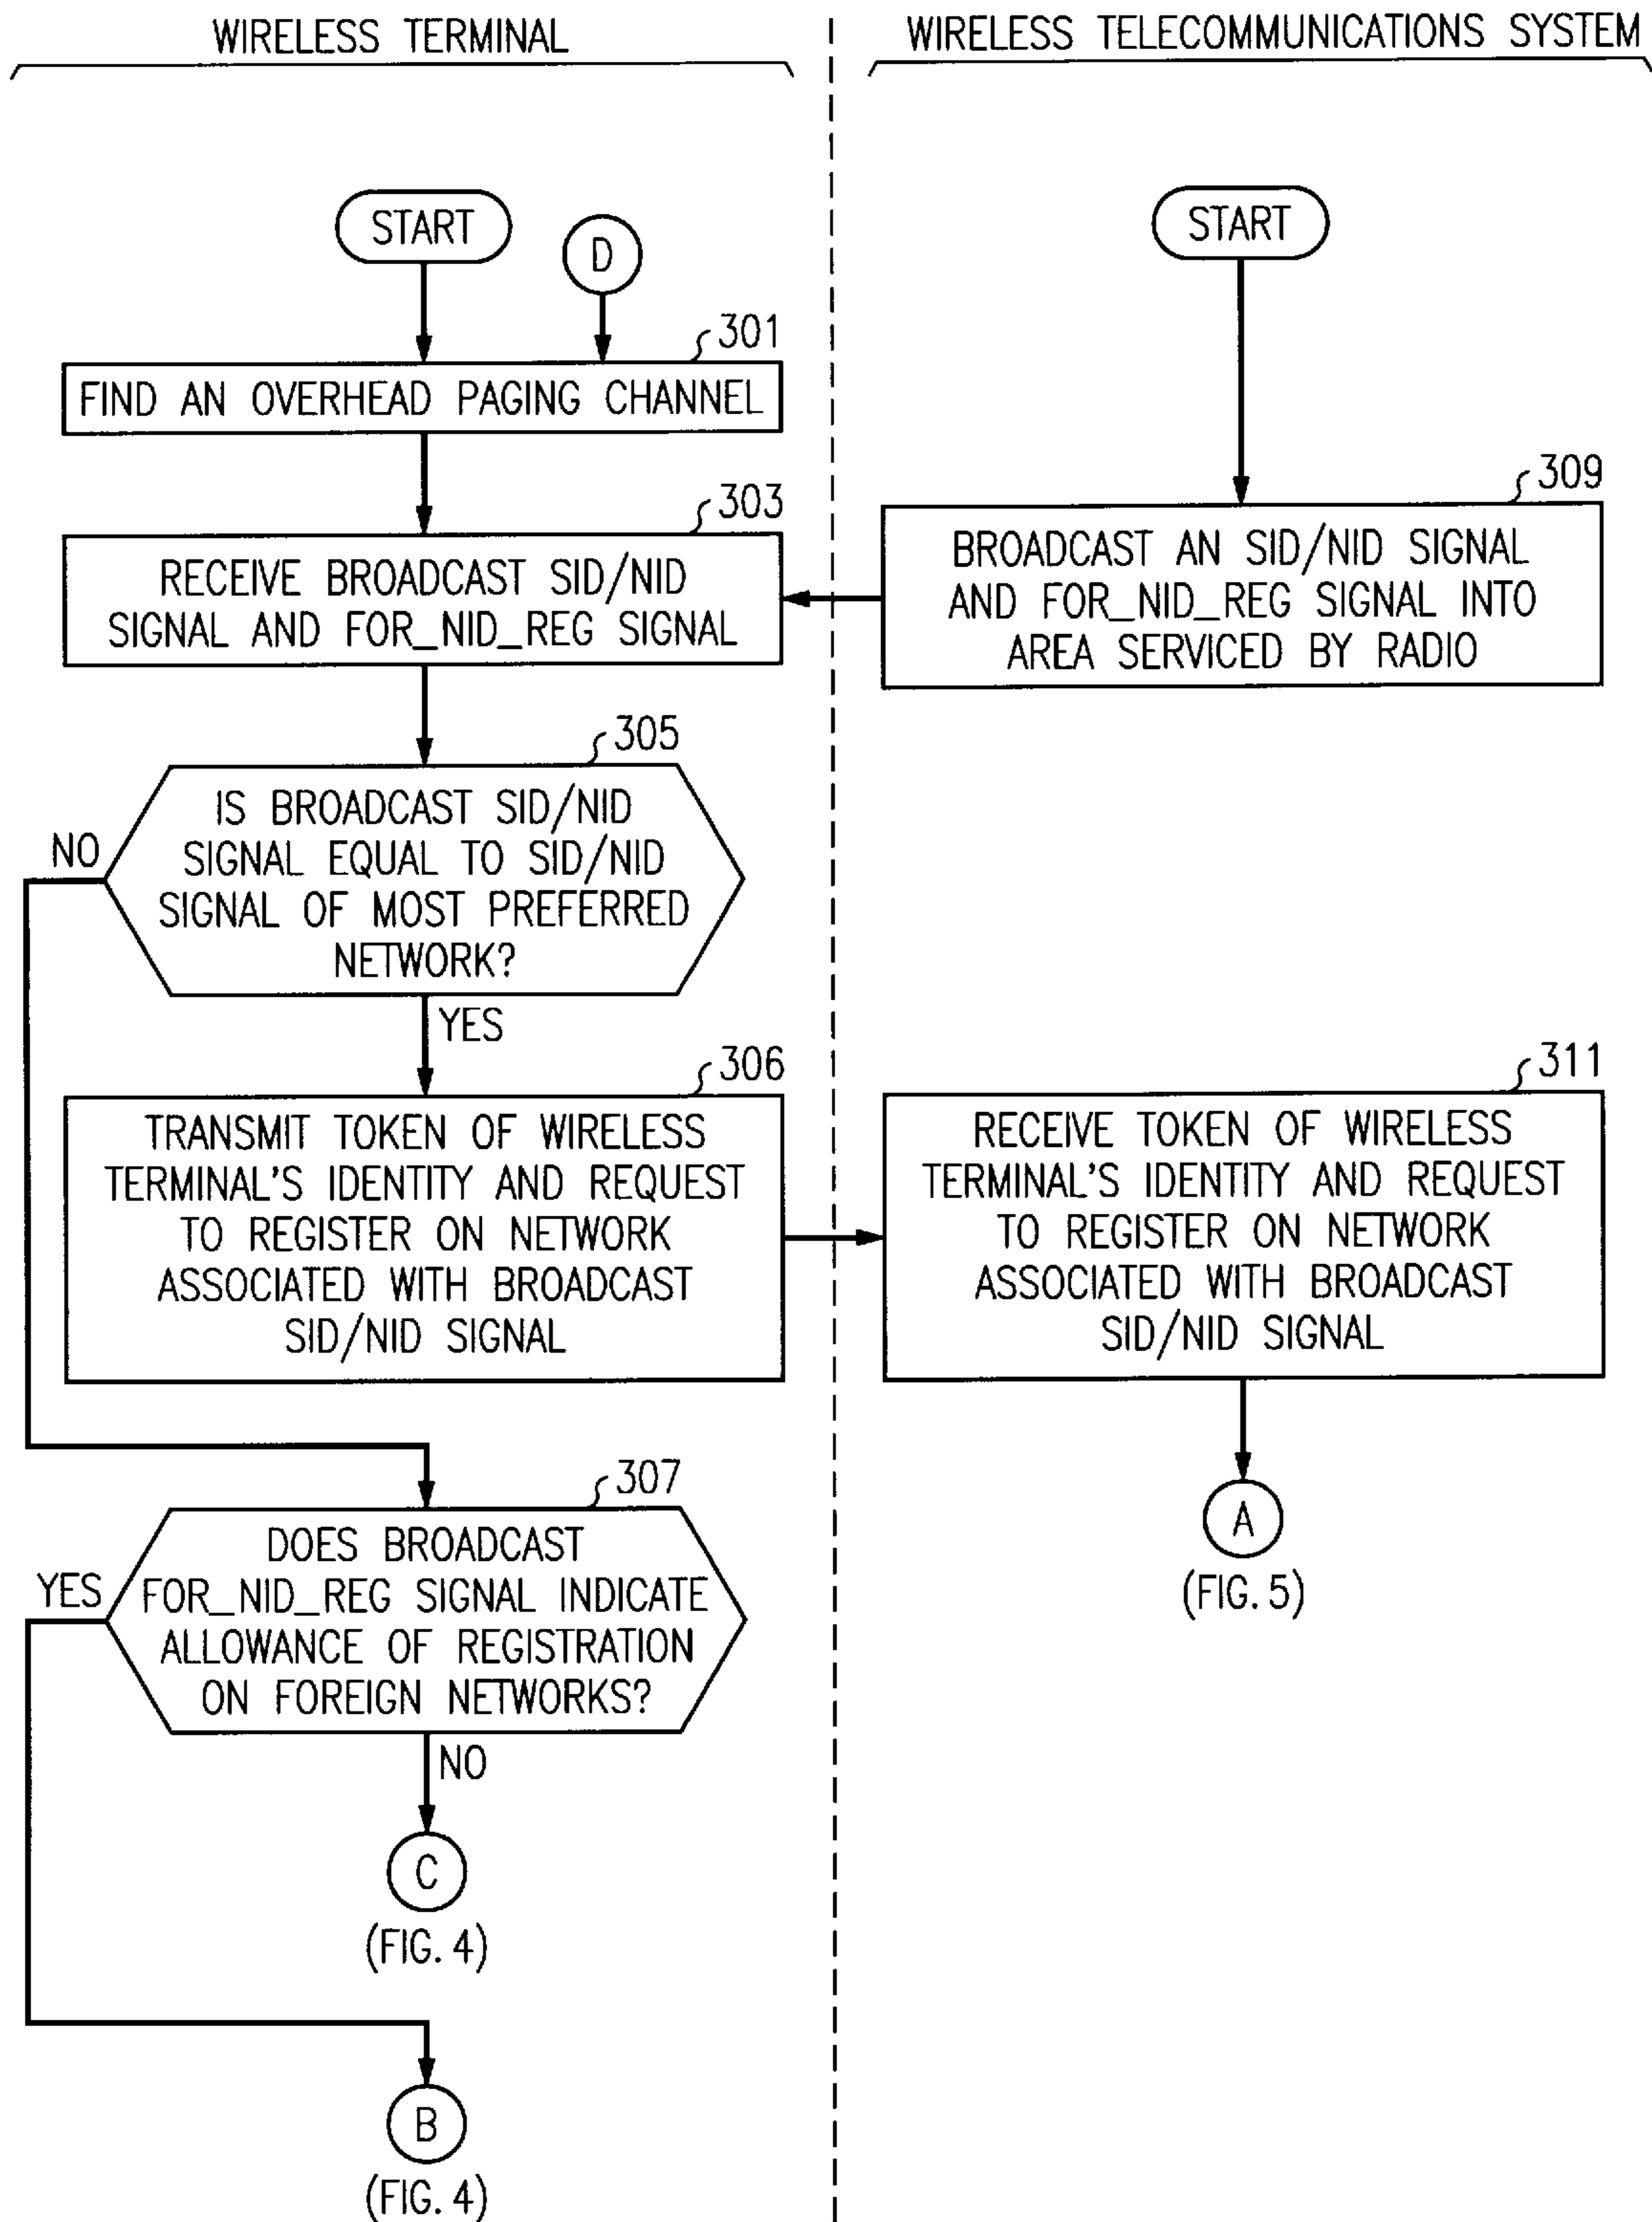 WIRELESS TERMINAL
WIRELESS TELECOMMUNICATIONS SYSTEM
START
D
START
301
FIND AN OVERHEAD PAGING CHANNEL
309
BROADCAST AN SID/NID SIGNAL
AND FOR_NID_REG SIGNAL INTO
AREA SERVICED BY RADIO
303
RECEIVE BROADCAST SID/NID
SIGNAL AND FOR_NID_REG SIGNAL
305
IS BROADCAST SID/NID
SIGNAL EQUAL TO SID/NID
SIGNAL OF MOST PREFERRED
NETWORK?
NO
YES
306
TRANSMIT TOKEN OF WIRELESS
TERMINAL'S IDENTITY AND REQUEST
TO REGISTER ON NETWORK
ASSOCIATED WITH BROADCAST
SID/NID SIGNAL
311
RECEIVE TOKEN OF WIRELESS
TERMINAL'S IDENTITY AND REQUEST
TO REGISTER ON NETWORK
ASSOCIATED WITH BROADCAST
SID/NID SIGNAL
A
(FIG. 5)
307
DOES BROADCAST
FOR_NID_REG SIGNAL INDICATE
ALLOWANCE OF REGISTRATION
ON FOREIGN NETWORKS?
YES
NO
C
(FIG. 4)
B
(FIG. 4)